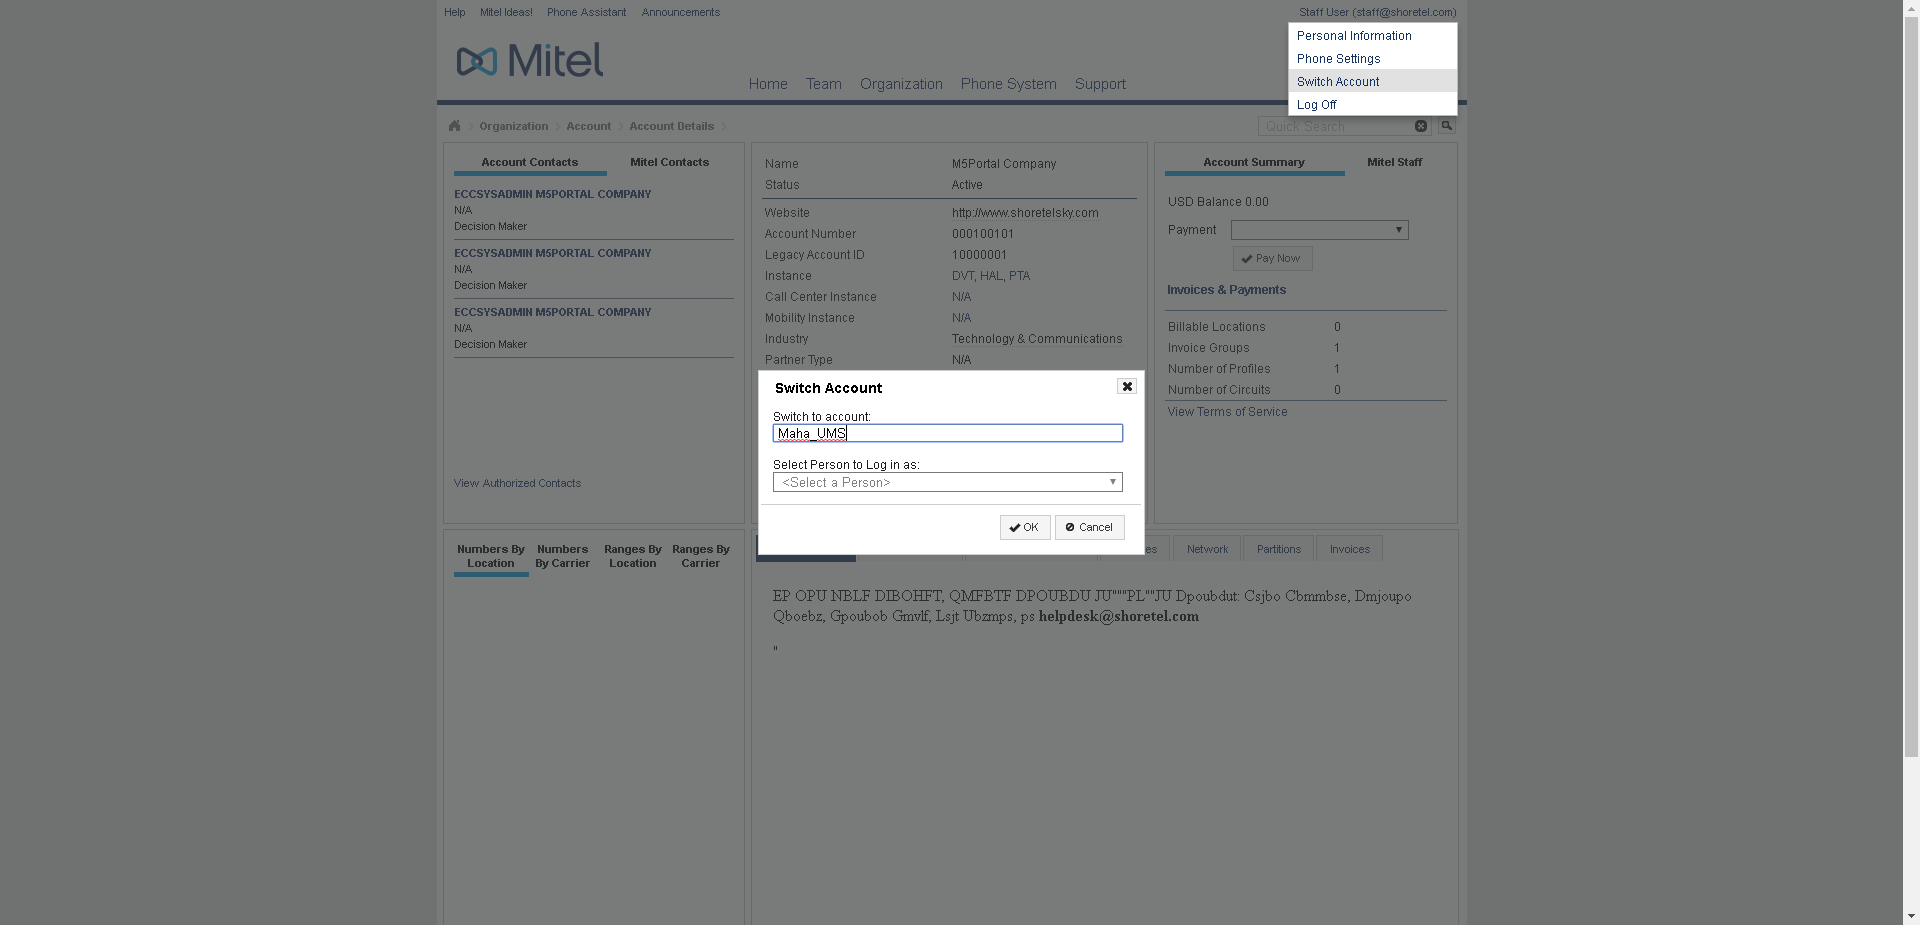 Help Mitel Ideas! Phone Assistant Announcements Staff User (staff@shoretel.com)
Personal Information
Phone Settings
Switch Account
Log Off
Mitel
Home Team Organization Phone System Support
Organization Account Account Details
Quick Search
Account Contacts Mitel Contacts
ECCSYSADMIN M5PORTAL COMPANY
N/A
Decision Maker
ECCSYSADMIN M5PORTAL COMPANY
N/A
Decision Maker
ECCSYSADMIN M5PORTAL COMPANY
N/A
Decision Maker
View Authorized Contacts
Name M5Portal Company
Status Active
Website http://www.shoretelsky.com
Account Number 000100101
Legacy Account ID 10000001
Instance DVT, HAL, PTA
Call Center Instance N/A
Mobility Instance N/A
Industry Technology & Communications
Partner Type N/A
Account Summary Mitel Staff
USD Balance 0.00
Payment
Pay Now
Invoices & Payments
Billable Locations 0
Invoice Groups 1
Number of Profiles 1
Number of Circuits 0
View Terms of Service
Switch Account
Switch to account:
Maha_UMS
Select Person to Log in as:
<Select a Person>
OK Cancel
Numbers By Location Numbers By Carrier Ranges By Location Ranges By Carrier
es Network Partitions Invoices
EP OPU NBLF DIBOHFT, QMFBTF DPOUBDU JU"""PL""JU Dpoubdut: Csjbo Cbmmbse, Dmjoupo
Qboebz, Gpoubob Gmvlf, Lsjt Ubzmps, ps helpdesk@shoretel.com
"